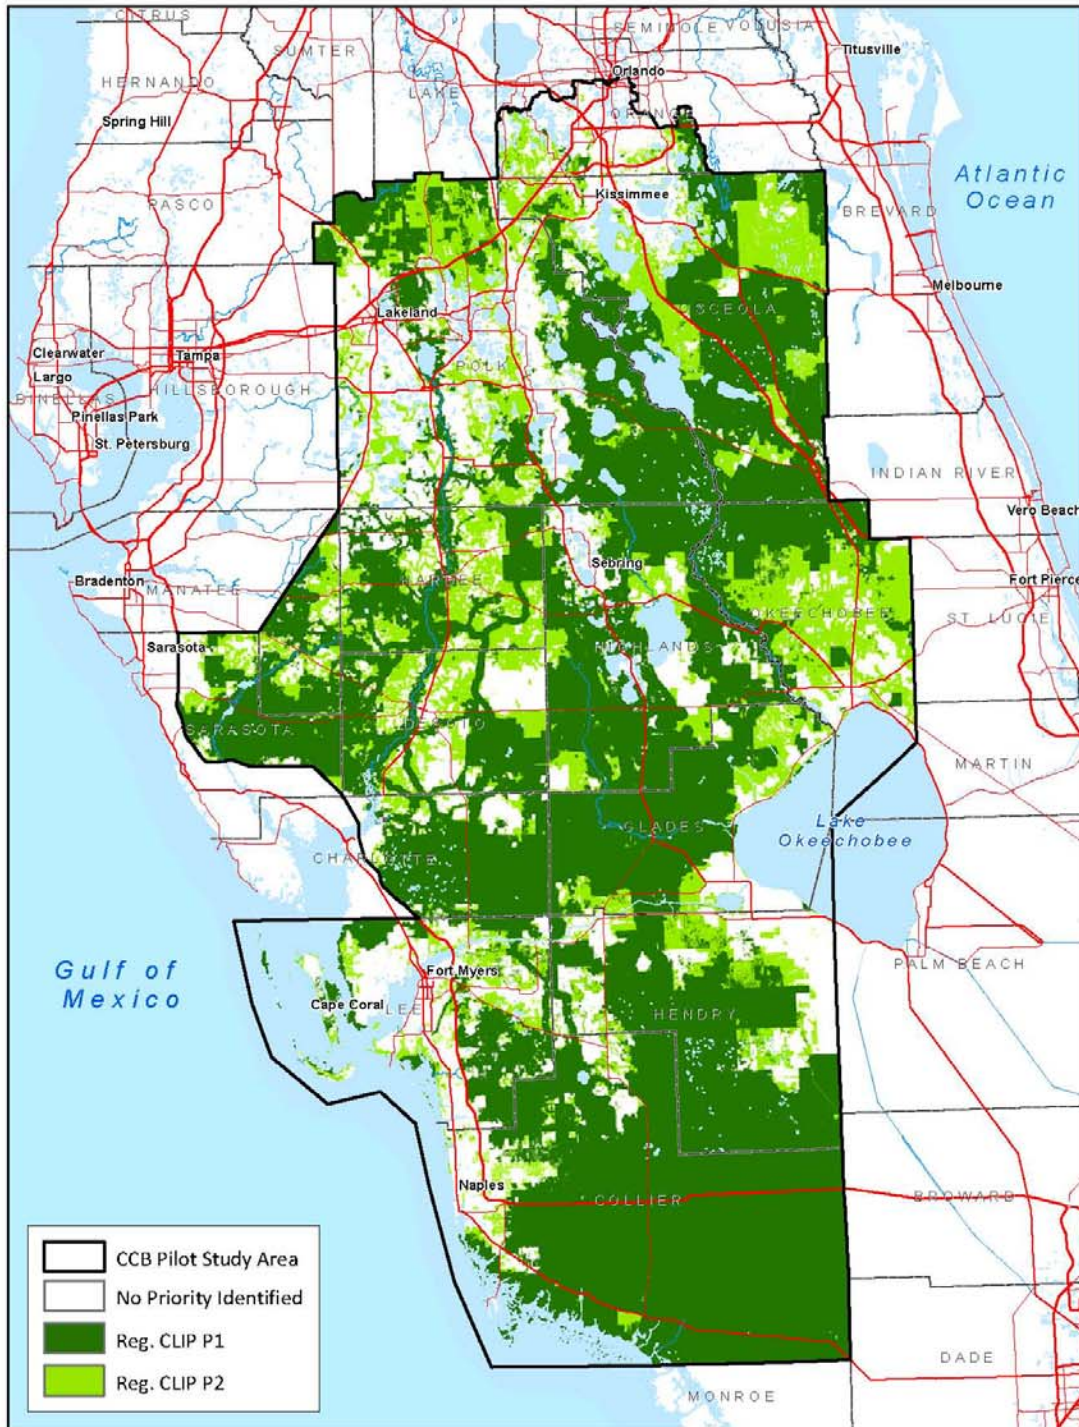 CITRUS
SEMINOLE
VOLUSIA
SUMTER
Titusville
Orlando
HERNANDO
LAKE
Spring Hill
ORANGE
Atlantic
Ocean
Kissimmee
PASCO
BREVARD
Melbourne
OSCEOLA
Lakeland
Clearwater
Tampa
POLK
Largo
HILLSBOROUGH
PINELLAS
Pinellas Park
St. Petersburg
INDIAN RIVER
Vero Beach
Sebring
HARDEE
Bradenton
MANATEE
Fort Pierce
OKEECHOBEE
ST. LUCIE
Sarasota
HIGHLANDS
DESOTO
SARASOTA
MARTIN
Lake
Okeechobee
GLADES
CHARLOTTE
Gulf of
Mexico
Fort Myers
PALM BEACH
Cape Coral
LEE
HENDRY
Naples
COLLIER
BROWARD
CCB Pilot Study Area
No Priority Identified
Reg. CLIP P1
Reg. CLIP P2
DADE
MONROE